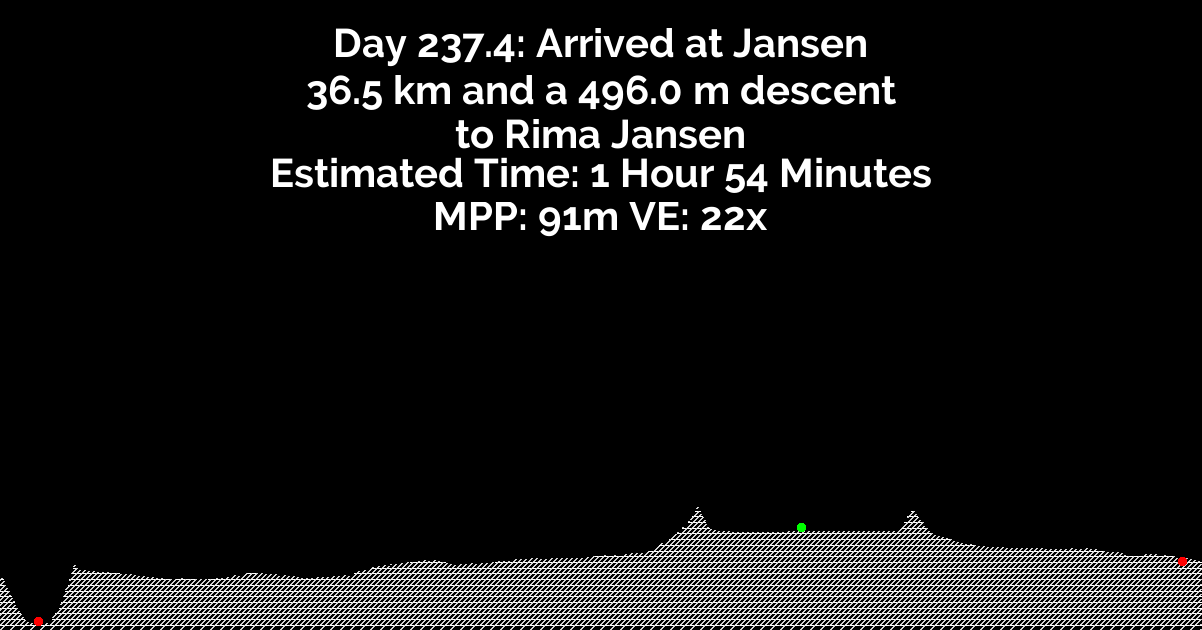 Day 237.4: Arrived at Jansen
36.5 km and a 496.0 m descent
to Rima Jansen
Estimated Time: 1 Hour 54 Minutes
MPP: 91m VE: 22x